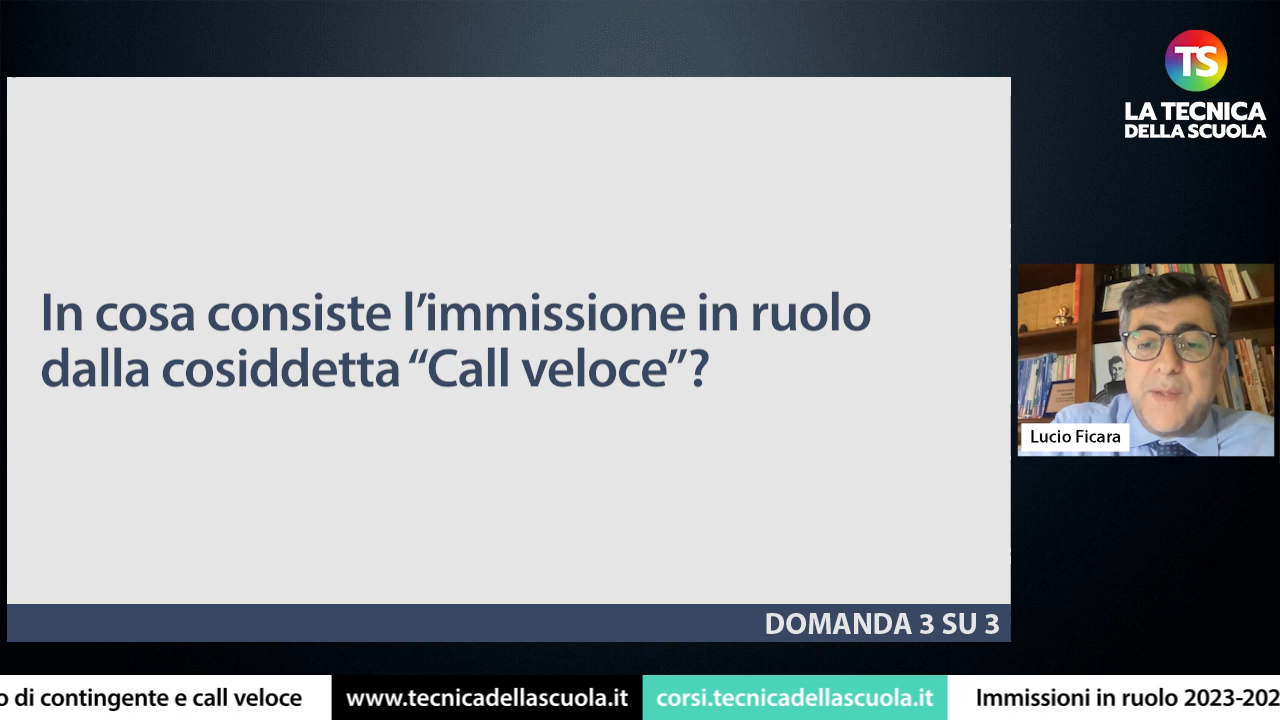 TS
LA TECNICA
DELLA SCUOLA
In cosa consiste l’immissione in ruolo
dalla cosiddetta “Call veloce”?
Lucio Ficara
DOMANDA 3 SU 3
o di contingente e call veloce
www.tecnicadellascuola.it
corsi.tecnicadellascuola.it
Immissioni in ruolo 2023-202